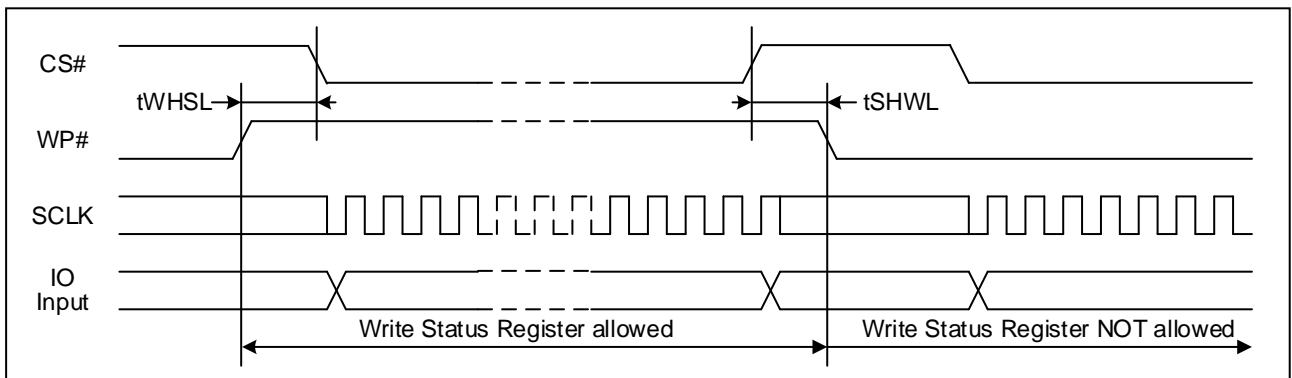 CS#
tWHSL
tSHWL
WP#
SCLK
IO
Input
Write Status Register allowed
Write Status Register NOT allowed